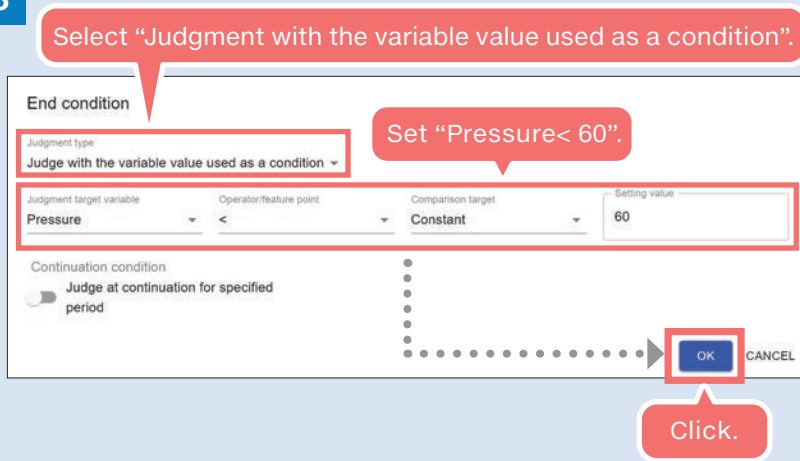 Select “Judgment with the variable value used as a condition”.
End condition
Judgment type
Judge with the variable value used as a condition
Set “Pressure< 60”.
Judgment target variable Operator/feature point Comparison target Setting value
Pressure < Constant 60
Continuation condition
Judge at continuation for specified
period
OK CANCEL
Click.